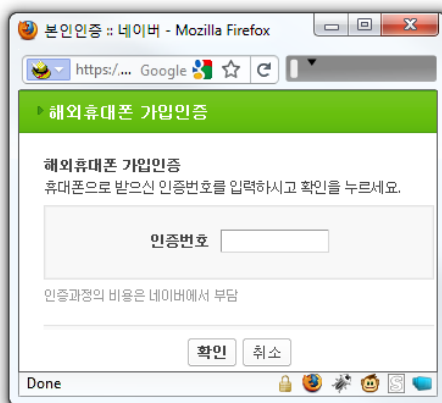 본인인증 :: 네이버 - Mozilla Firefox
https:/... Google
해외휴대폰 가입인증
해외휴대폰 가입인증
휴대폰으로 받으신 인증번호를 입력하시고 확인을 누르세요.
인증번호
인증과정의 비용은 네이버에서 부담
확인 취소
Done